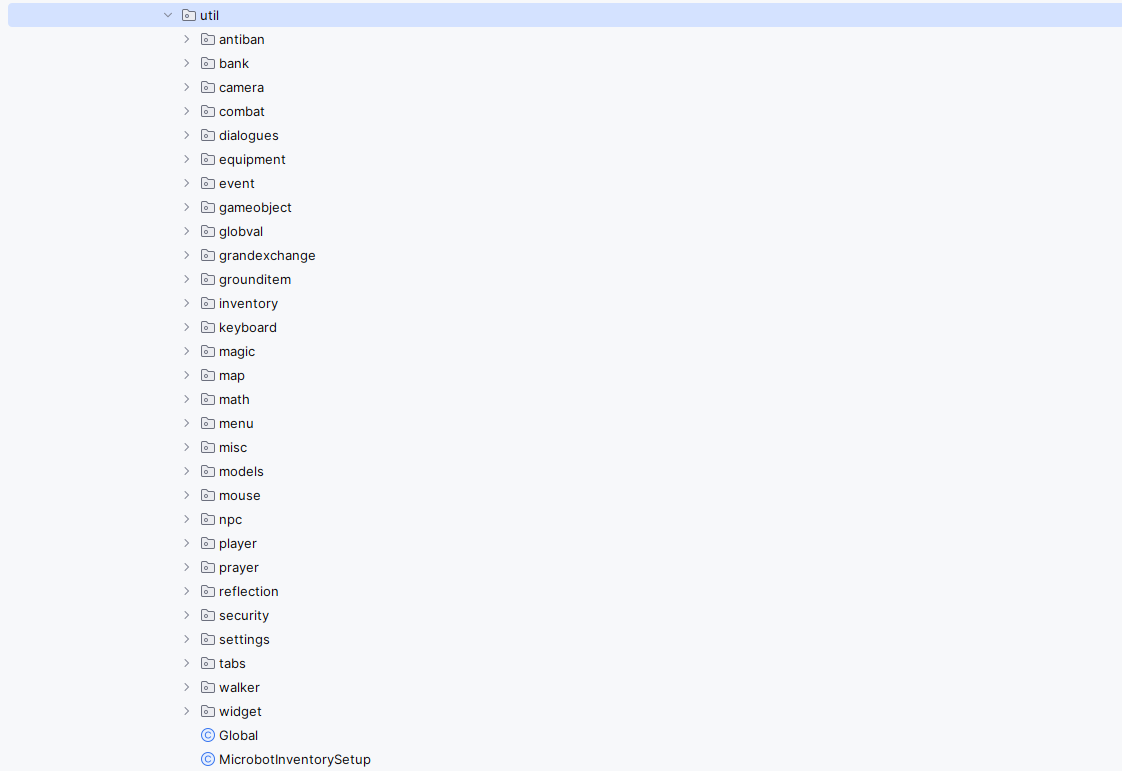 util
antiban
bank
camera
combat
dialogues
equipment
event
gameobject
globval
grandexchange
grounditem
inventory
keyboard
magic
map
math
menu
misc
models
mouse
npc
player
prayer
reflection
security
settings
tabs
walker
widget
Global
MicrobotInventorySetup